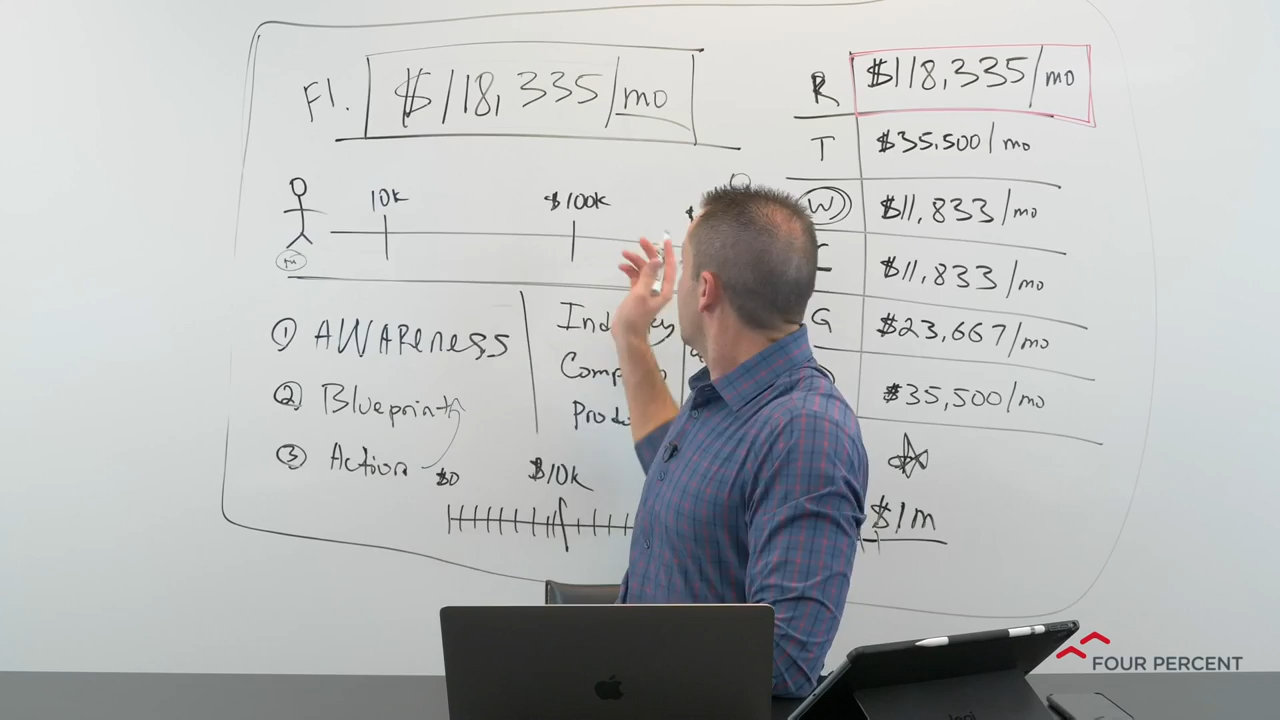 FI. $118,335/mo
10k $100k
① AWAReness
② Blueprint
③ Action
$0 $10k
R $118,335/mo
T $35,500/mo
W $11,833/mo
$11,833/mo
G $23,667/mo
$35,500/mo
$1m
FOUR PERCENT